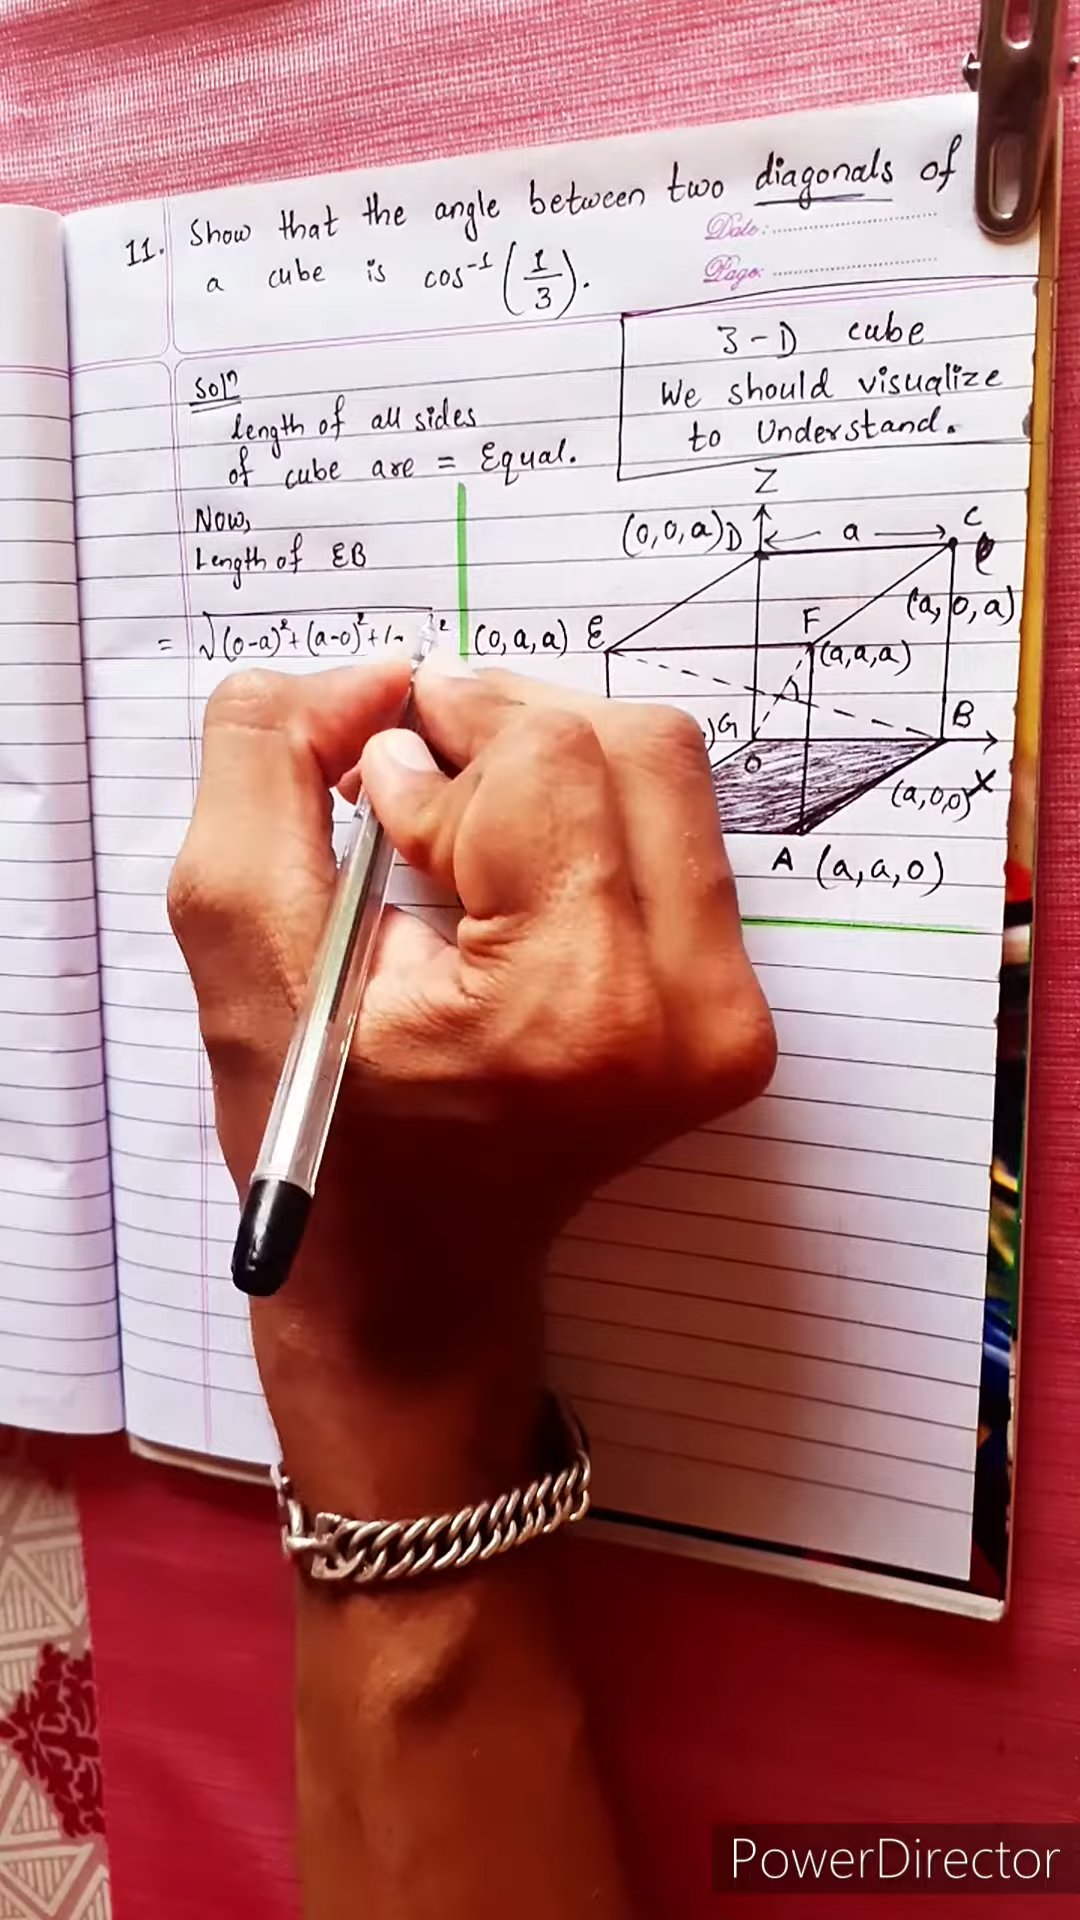 11. Show that the angle between two diagonals of
a cube is cos⁻¹(1/3).
Date:
Page:
3-D cube
We should visualize
to Understand.
Solⁿ
length of all sides
of cube are = Equal.
Now,
Length of EB
= √(0-a)²+(a-0)²+
Z
(0,0,a) D
a
C
(a,0,a)
(0,a,a) E
F
(a,a,a)
G
O
B
X
(a,0,0)
A (a,a,0)
PowerDirector